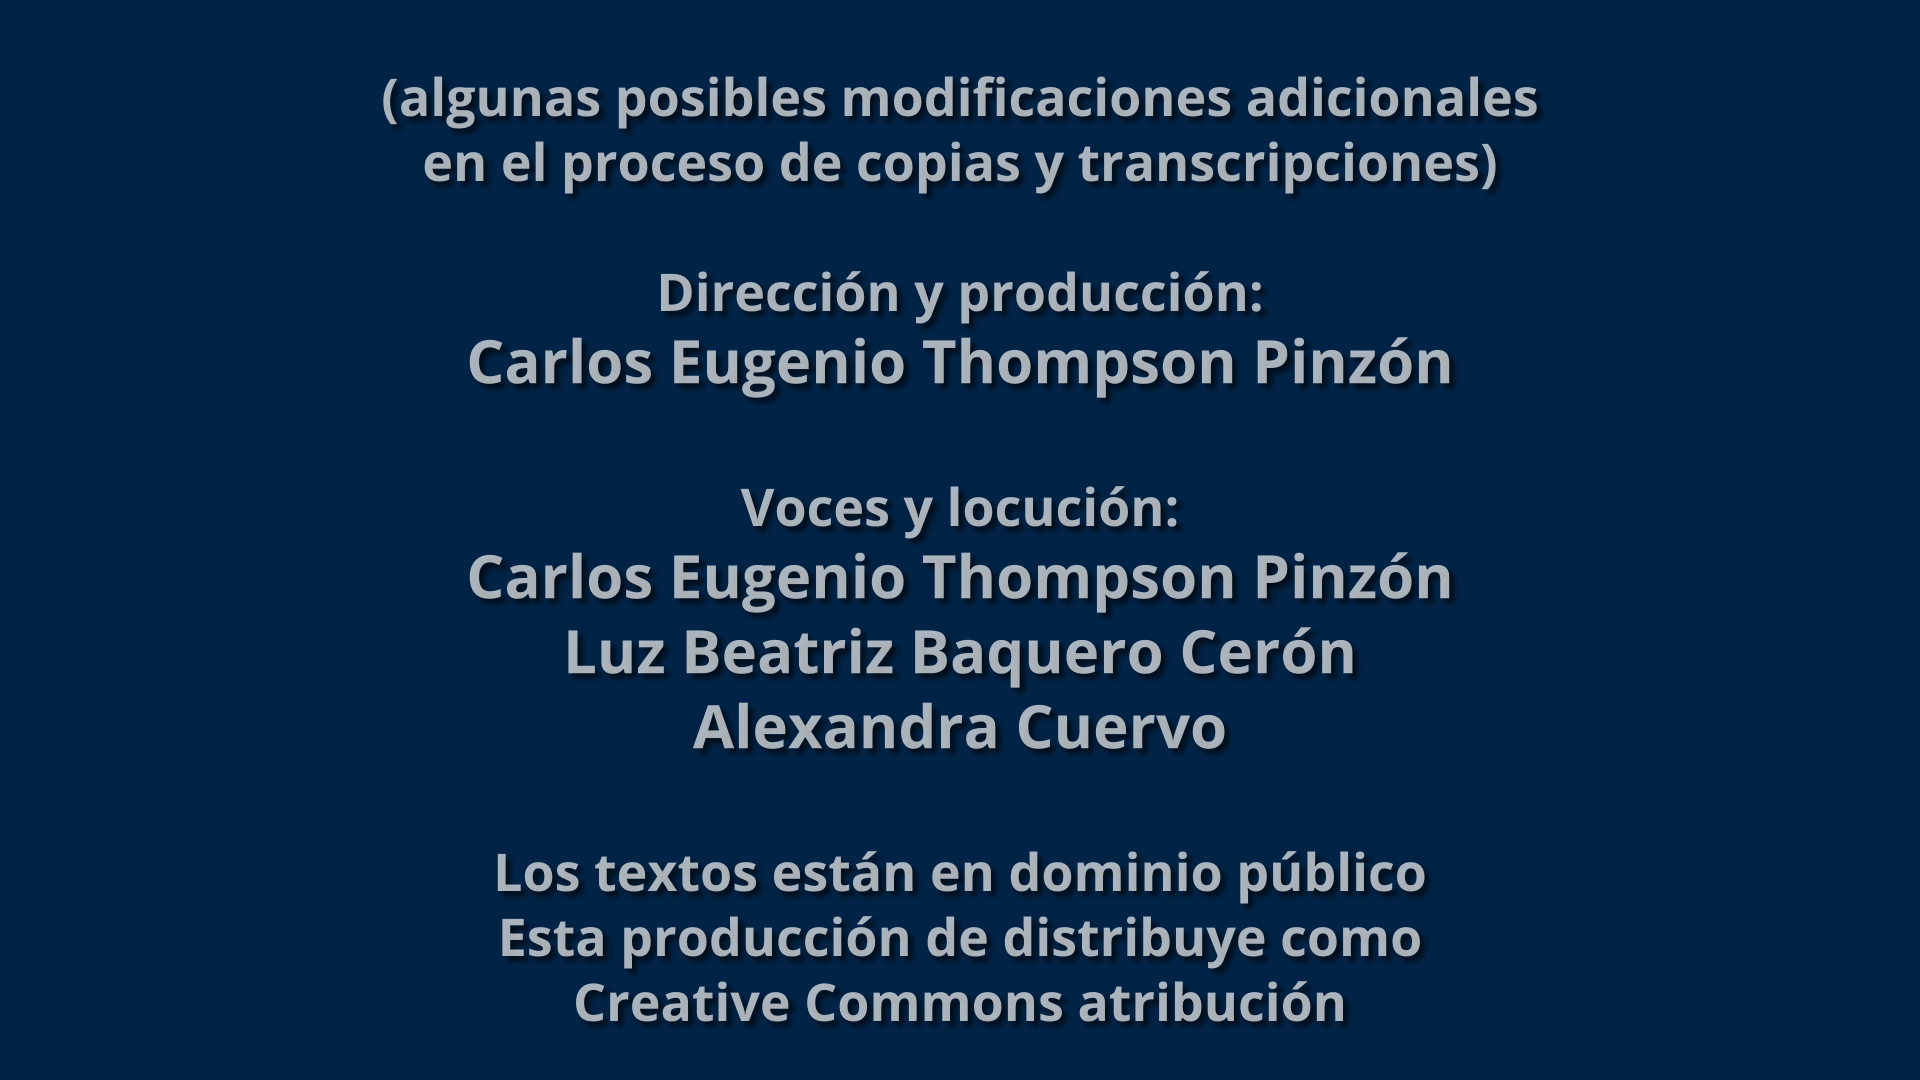 (algunas posibles modificaciones adicionales
en el proceso de copias y transcripciones)
Dirección y producción:
Carlos Eugenio Thompson Pinzón
Voces y locución:
Carlos Eugenio Thompson Pinzón
Luz Beatriz Baquero Cerón
Alexandra Cuervo
Los textos están en dominio público
Esta producción de distribuye como
Creative Commons atribución